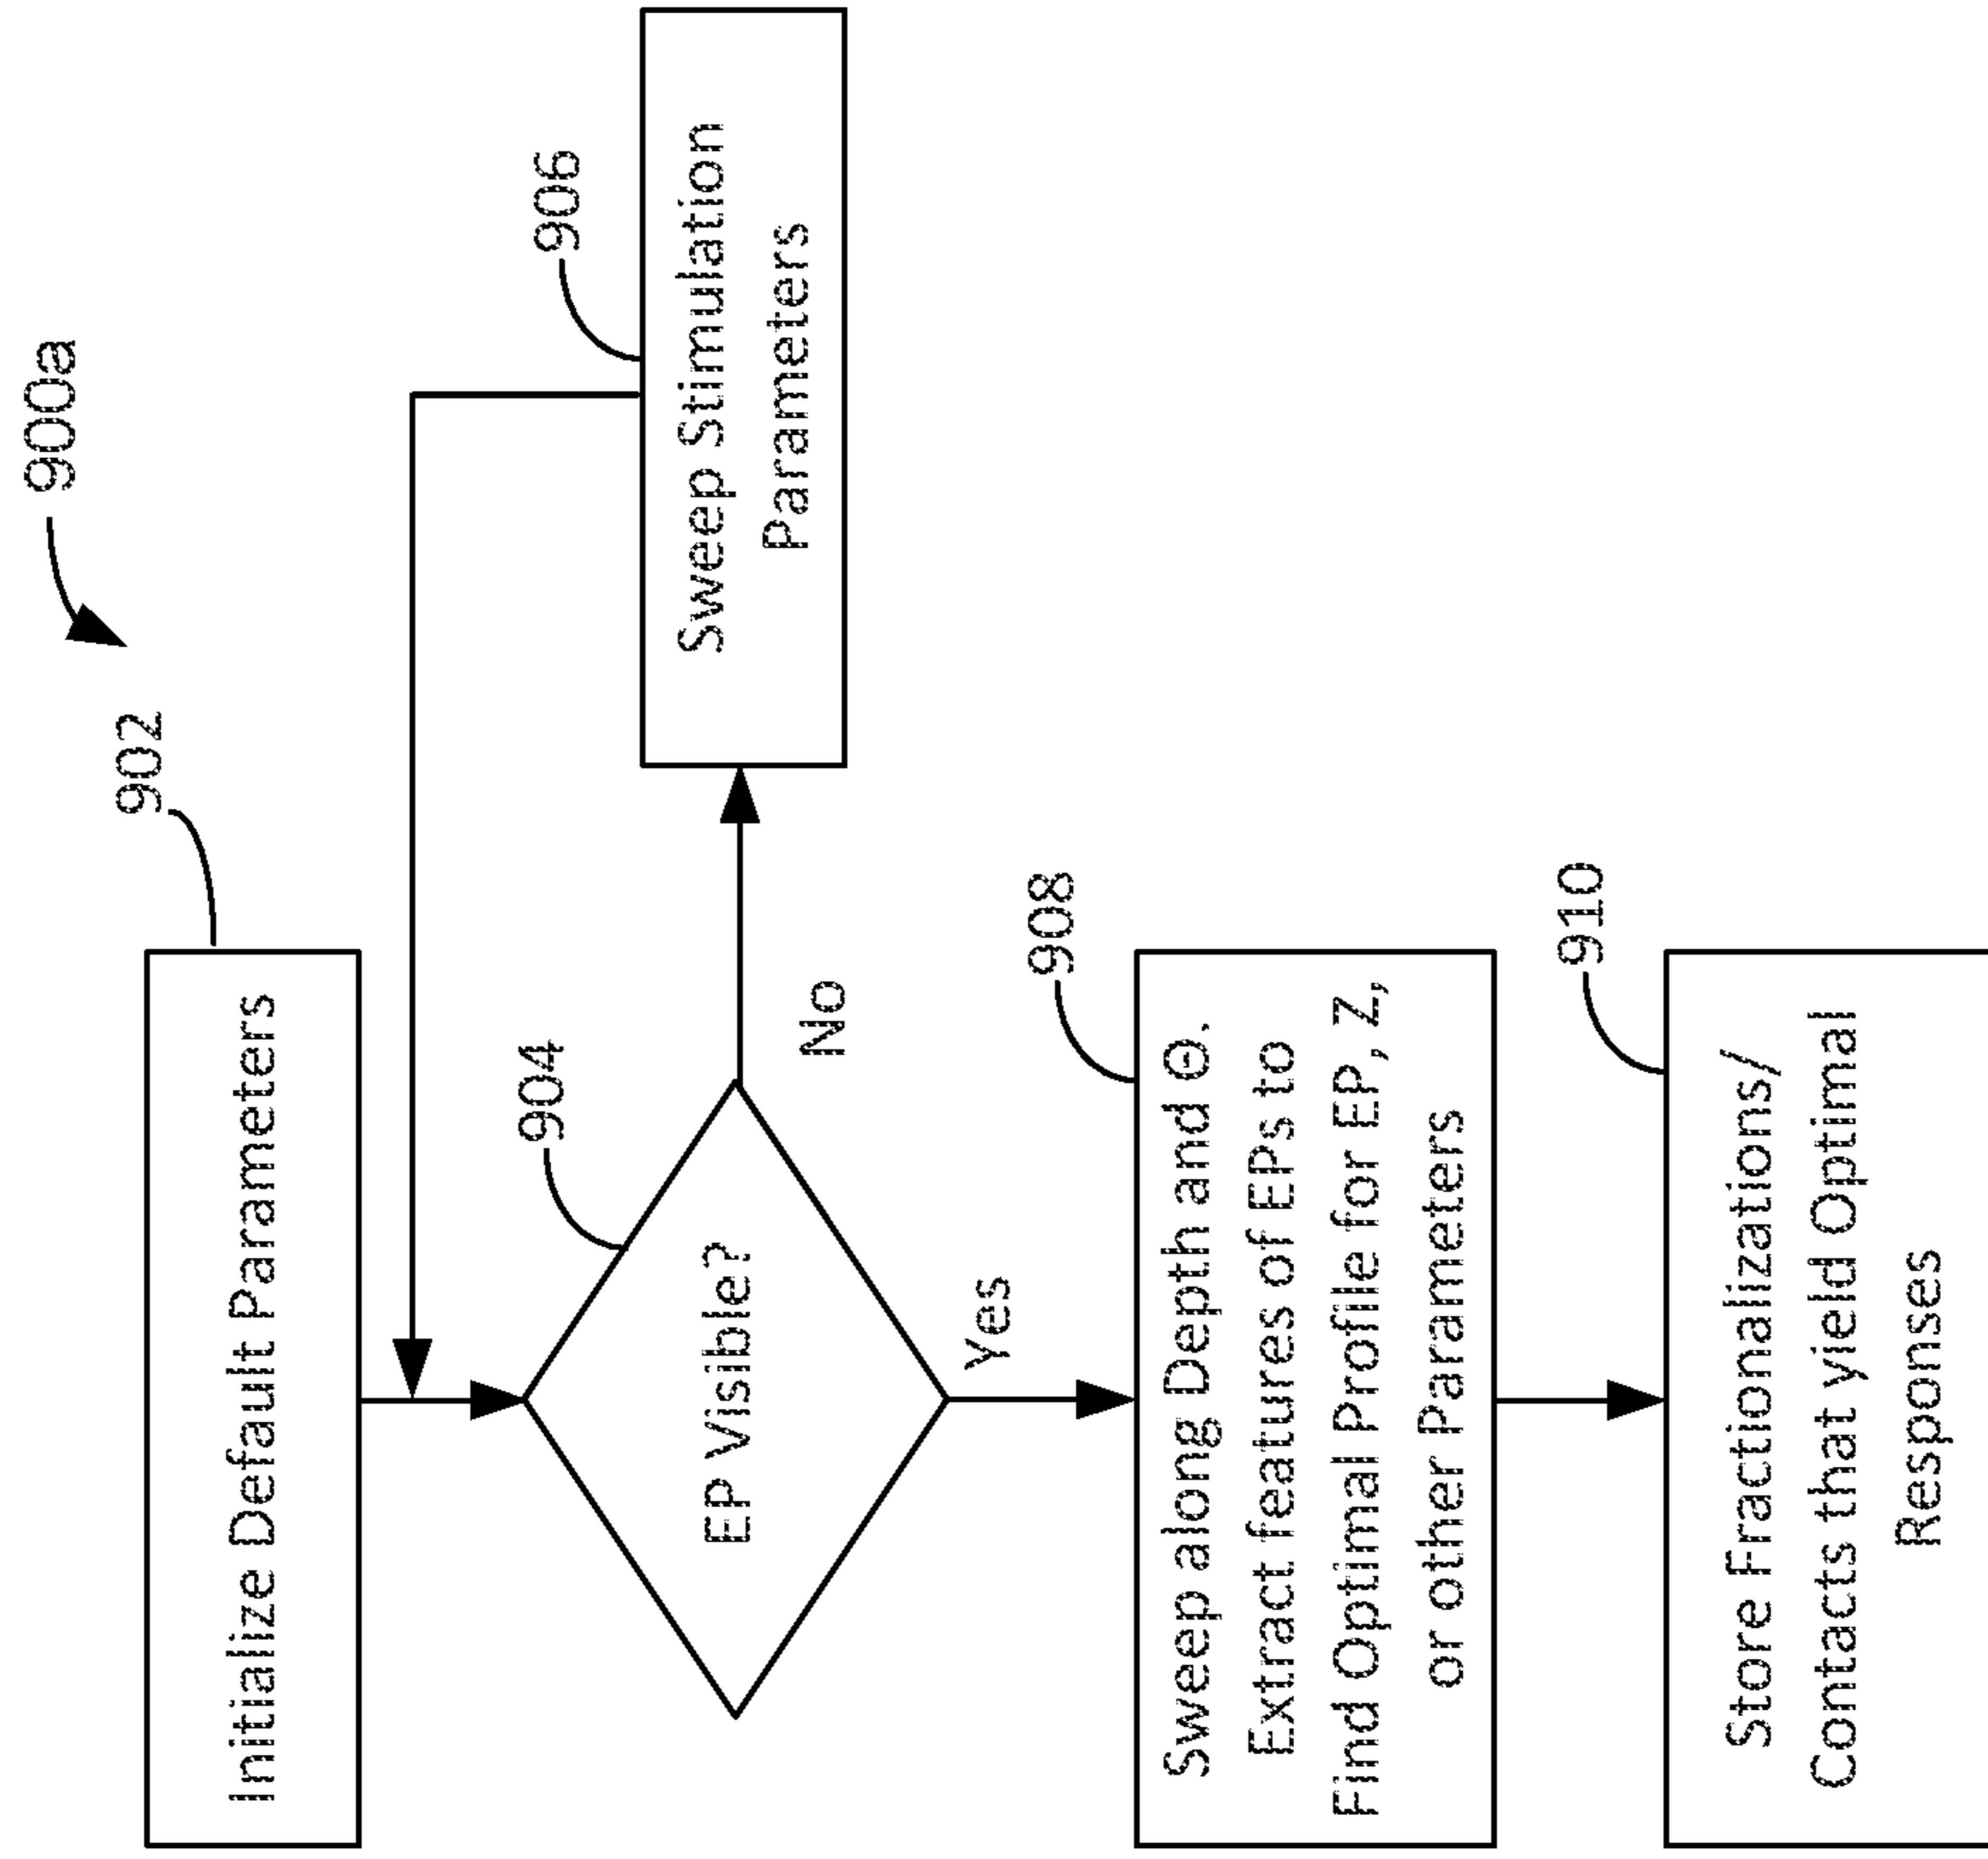 900a
902
Initialize Default Parameters
904
EP Visible?
No
906
Sweep Stimulation
Parameters
Yes
908
Sweep along Depth and Θ.
Extract features of EPs to
Find Optimal Profile for EP, Z,
or other Parameters
910
Store Fractionalizations/
Contacts that yield Optimal
Responses